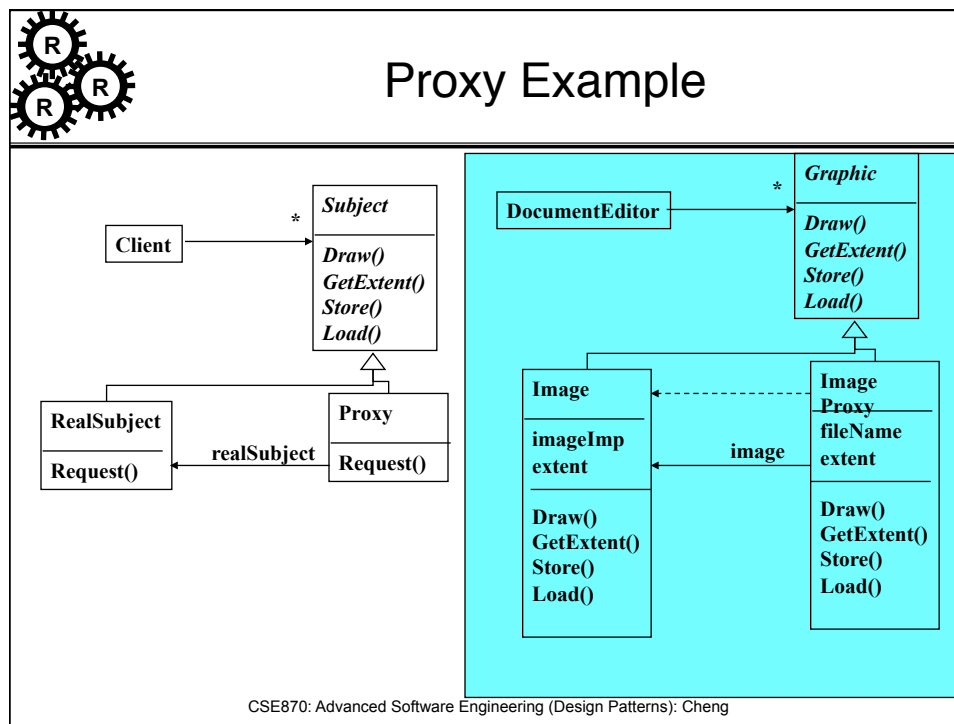 R
R
R
Proxy Example
Client
*
Subject
Draw()
GetExtent()
Store()
Load()
RealSubject
Request()
realSubject
Proxy
Request()
DocumentEditor
*
Graphic
Draw()
GetExtent()
Store()
Load()
Image
imageImp
extent
Draw()
GetExtent()
Store()
Load()
image
Image
Proxy
fileName
extent
Draw()
GetExtent()
Store()
Load()
CSE870: Advanced Software Engineering (Design Patterns): Cheng